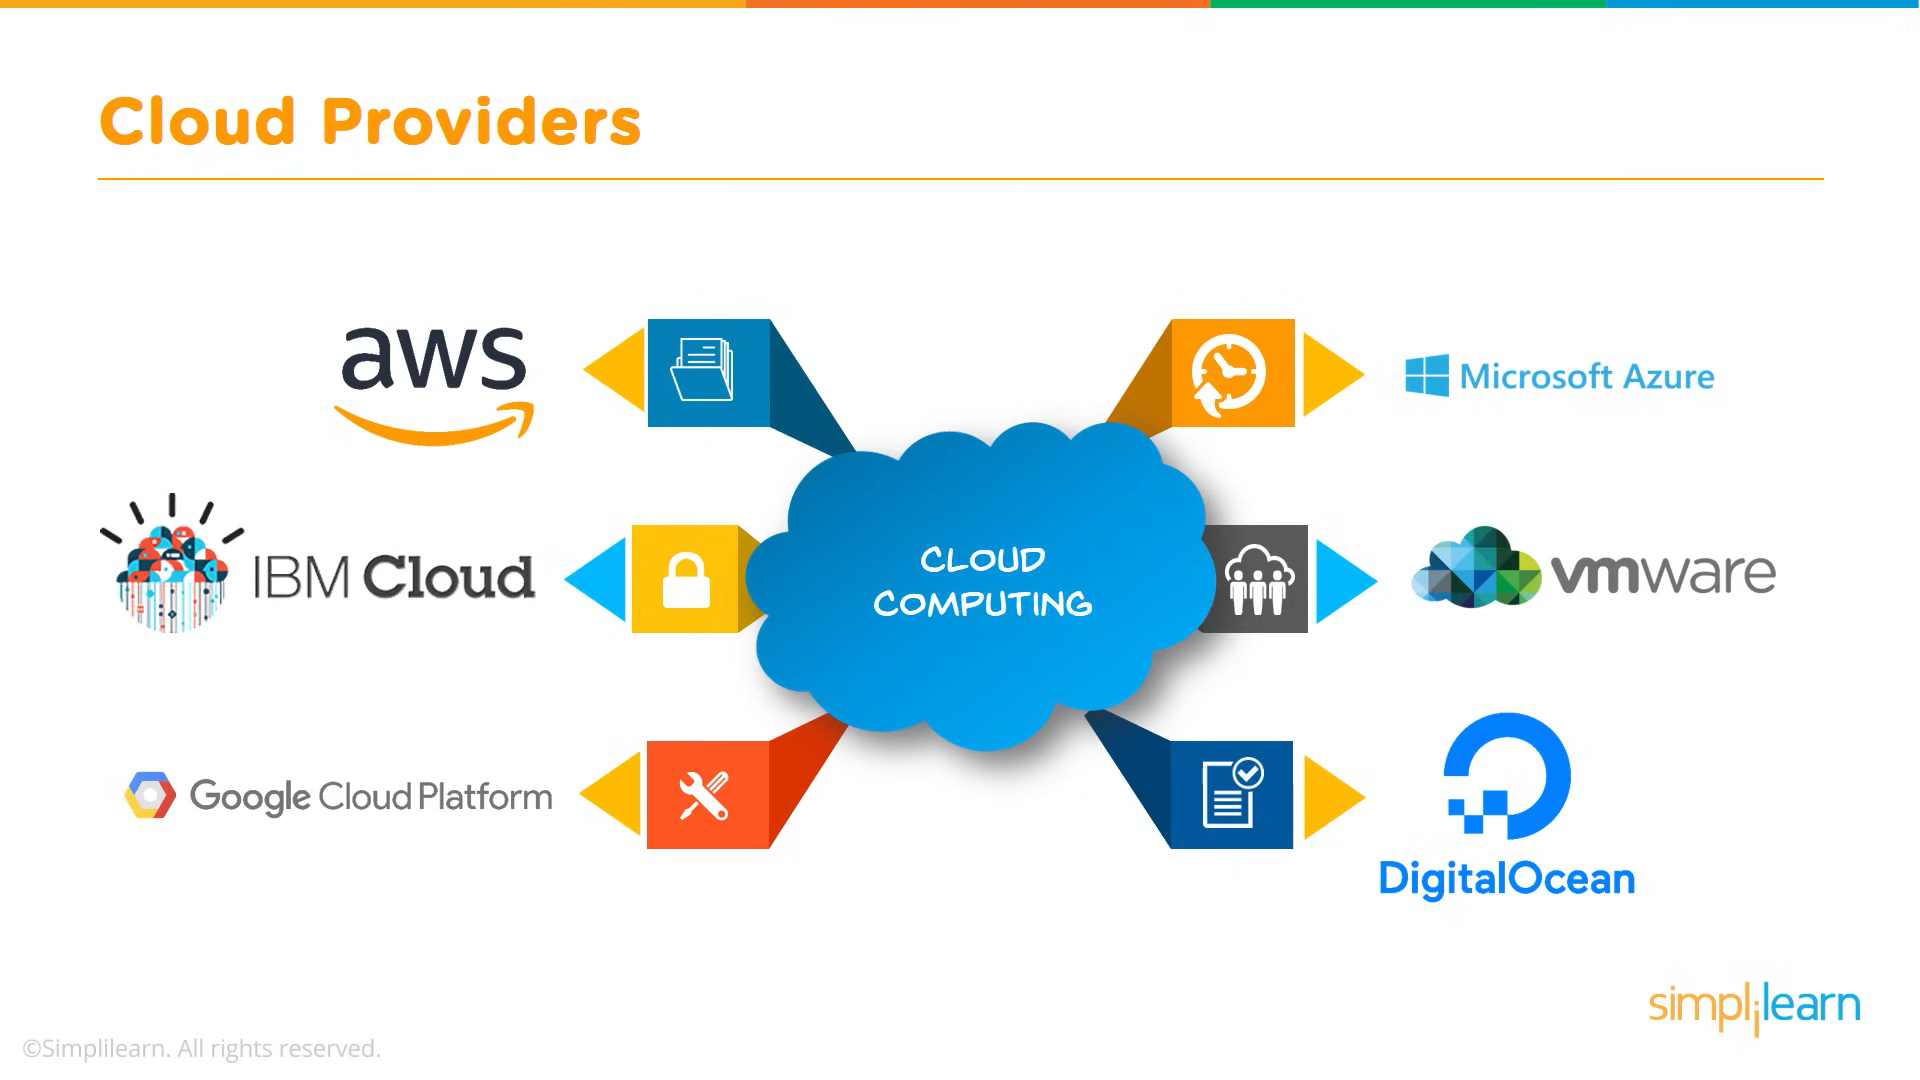 Cloud Providers
aws
Microsoft Azure
CLOUD
COMPUTING
IBM Cloud
vmware
Google Cloud Platform
DigitalOcean
simplilearn
©Simplilearn. All rights reserved.